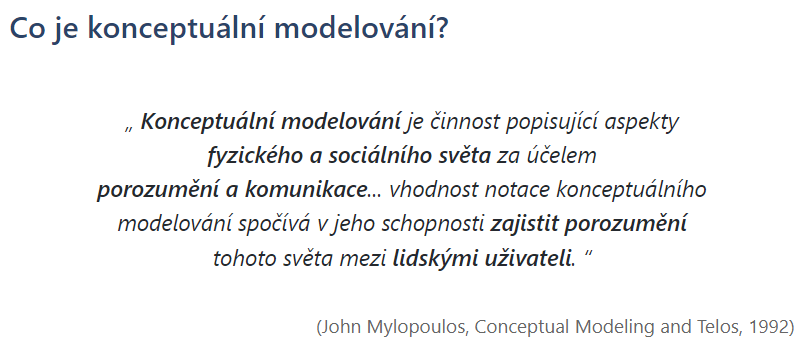 Co je konceptuální modelování?
„ Konceptuální modelování je činnost popisující aspekty
fyzického a sociálního světa za účelem
porozumění a komunikace... vhodnost notace konceptuálního
modelování spočívá v jeho schopnosti zajistit porozumění
tohoto světa mezi lidskými uživateli. “
(John Mylopoulos, Conceptual Modeling and Telos, 1992)